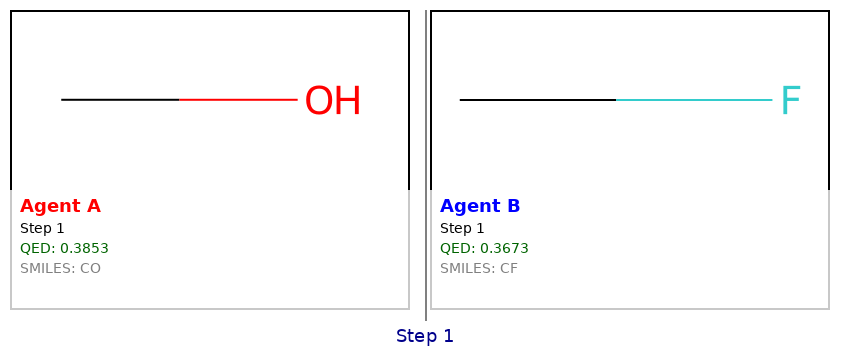 OH
Agent A
Step 1
QED: 0.3853
SMILES: CO
F
Agent B
Step 1
QED: 0.3673
SMILES: CF
Step 1